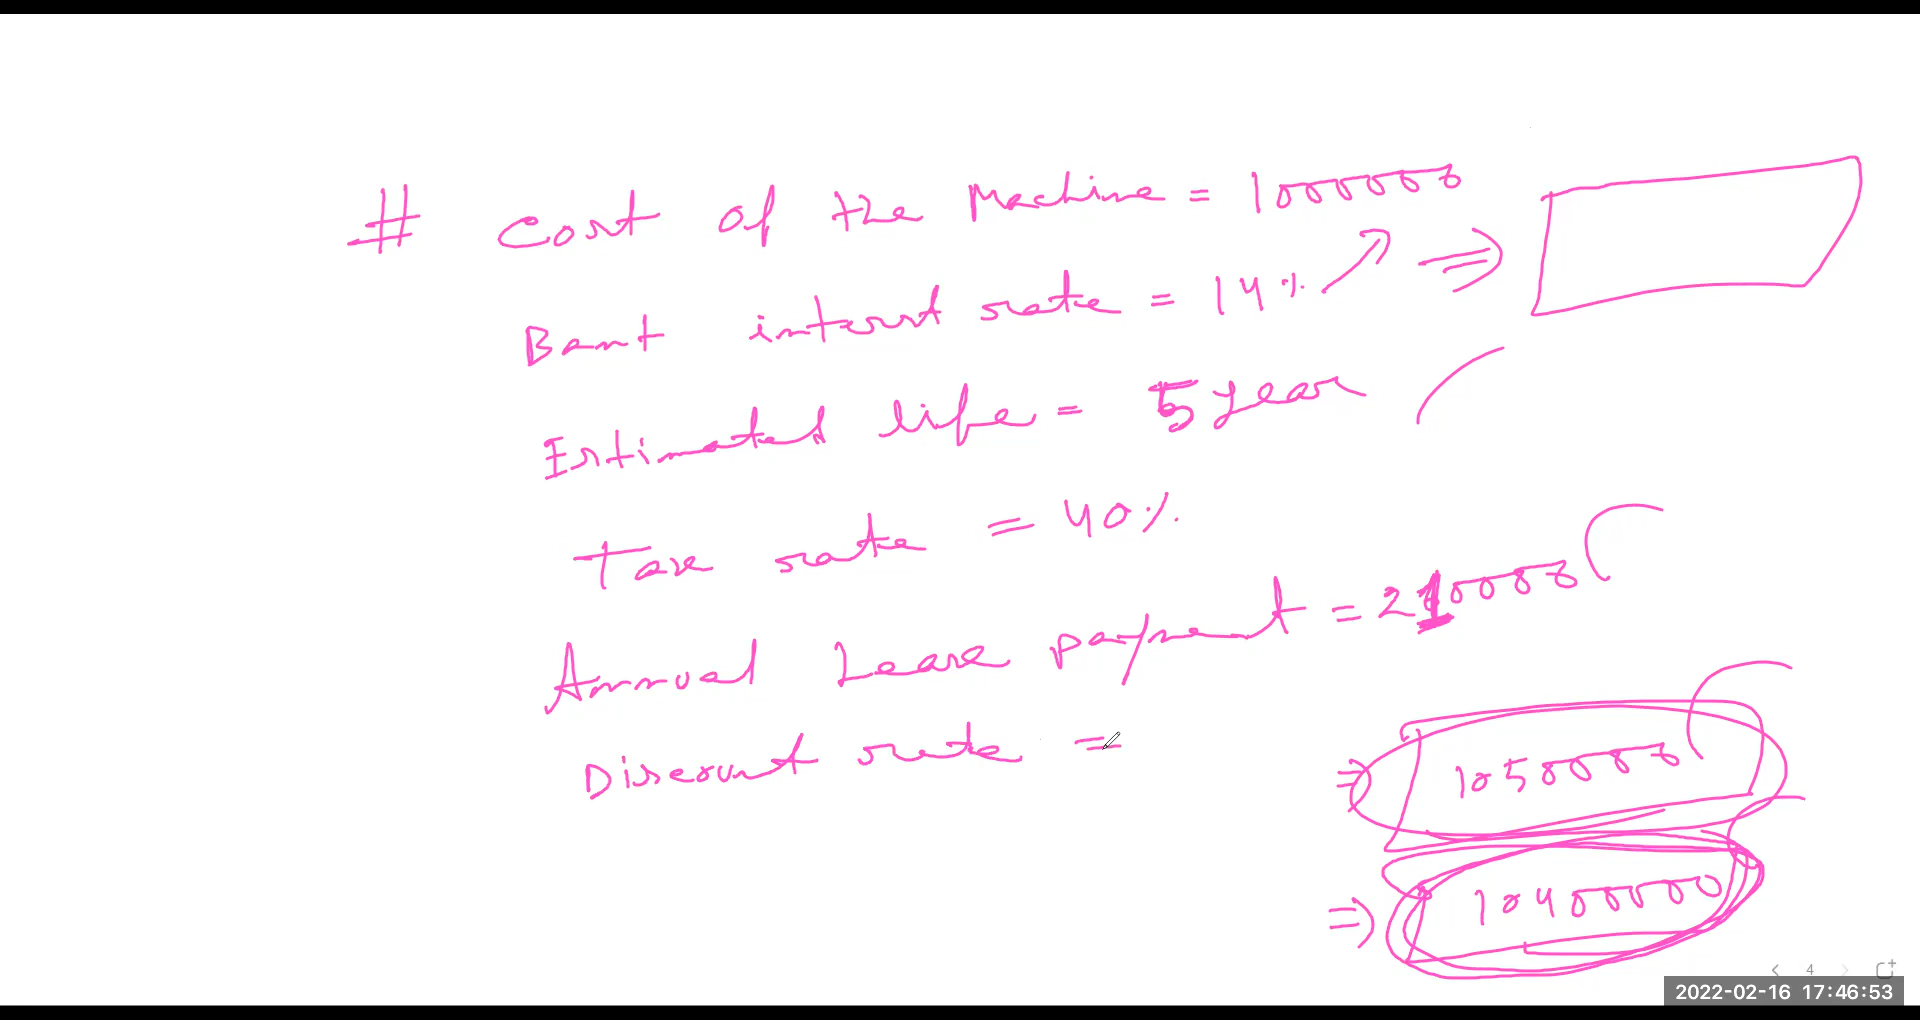 # Cost of the Machine = 1000000
Bank interest rate = 14%
⇒
Estimated life = 5 year
Tax rate = 40%
Annual Lease payment = 210000
Discount rate =
⇒ 1050000
⇒ 10400000
4
2022-02-16 17:46:53